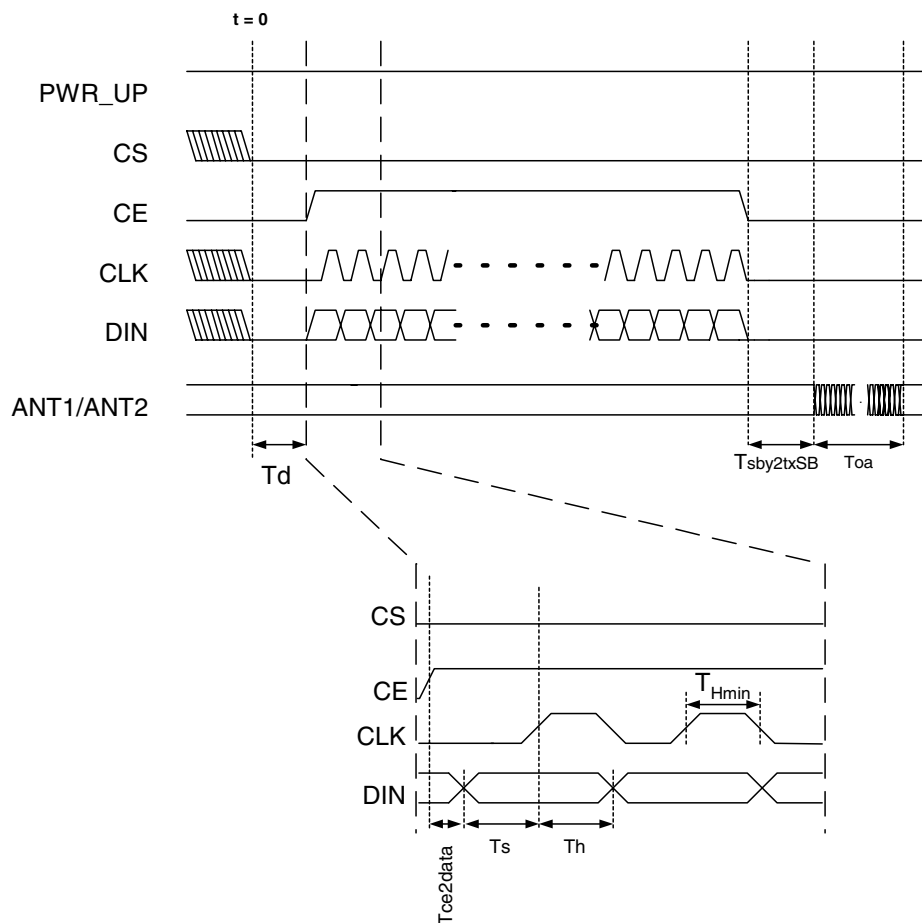 t = 0
PWR_UP
CS
CE
CLK
DIN
ANT1/ANT2
Td
Tsby2txSB
Toa
CS
CE
THmin
CLK
DIN
Tce2data
Ts
Th